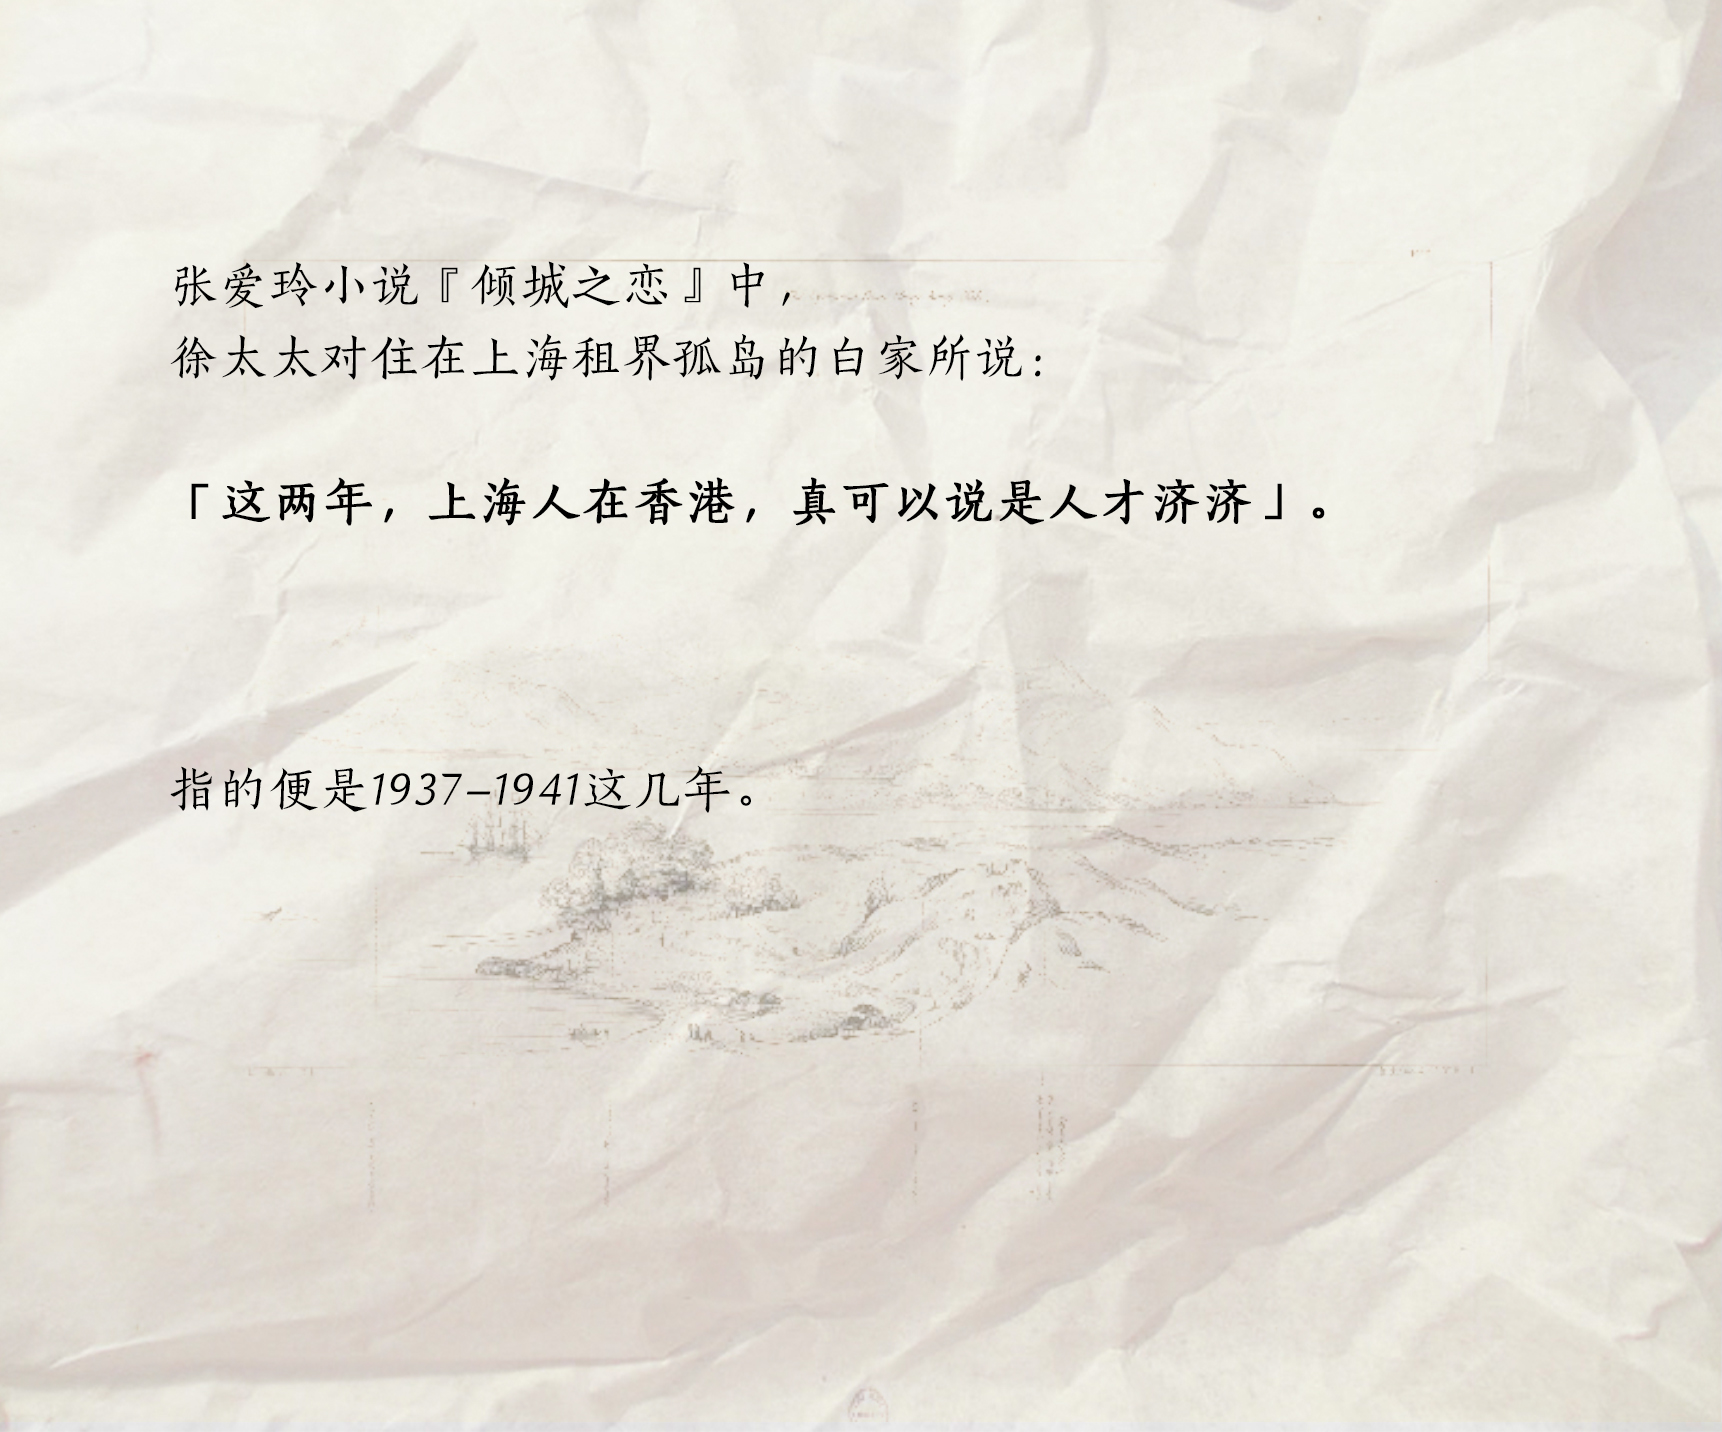 张爱玲小说『倾城之恋』中，
徐太太对住在上海租界孤岛的白家所说：
「这两年，上海人在香港，真可以说是人才济济」。
指的便是1937-1941这几年。